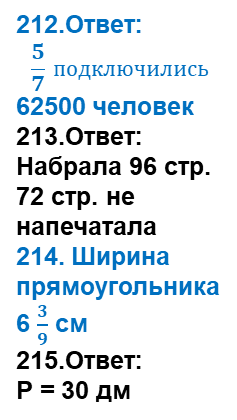 212.Ответ:
5/7 подключились
62500 человек
213.Ответ:
Набрала 96 стр.
72 стр. не
напечатала
214. Ширина
прямоугольника
6 3/9 см
215.Ответ:
Р = 30 дм